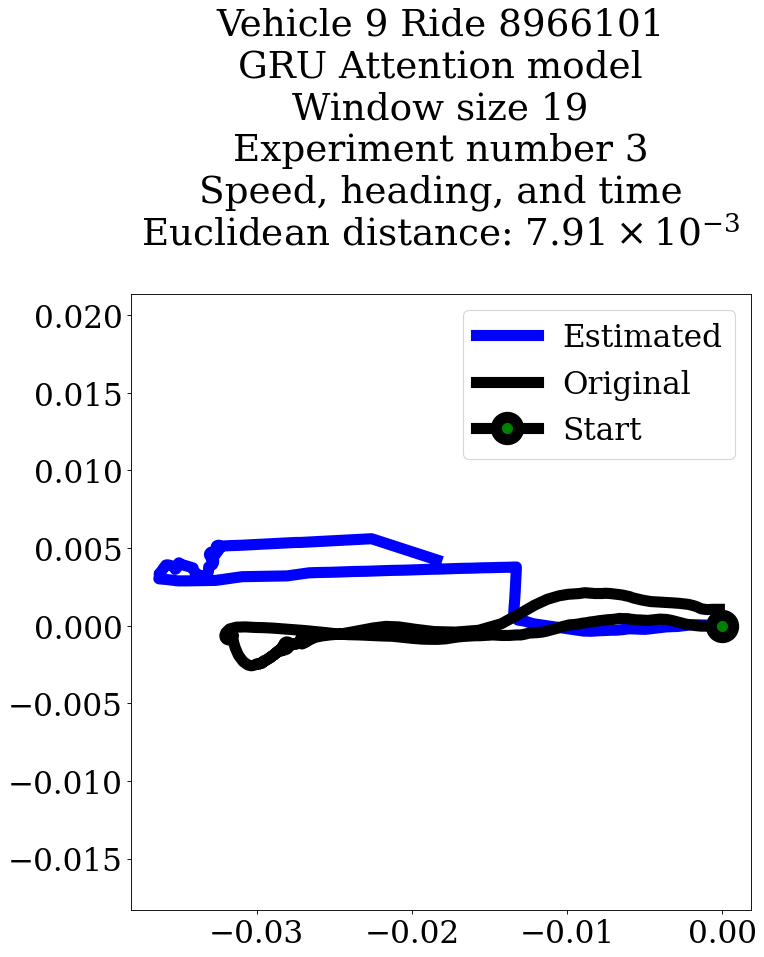 Vehicle 9 Ride 8966101
GRU Attention model
Window size 19
Experiment number 3
Speed, heading, and time
Euclidean distance: 7.91 × 10⁻³
Estimated
Original
Start
0.020
0.015
0.010
0.005
0.000
−0.005
−0.010
−0.015
−0.03 −0.02 −0.01 0.00